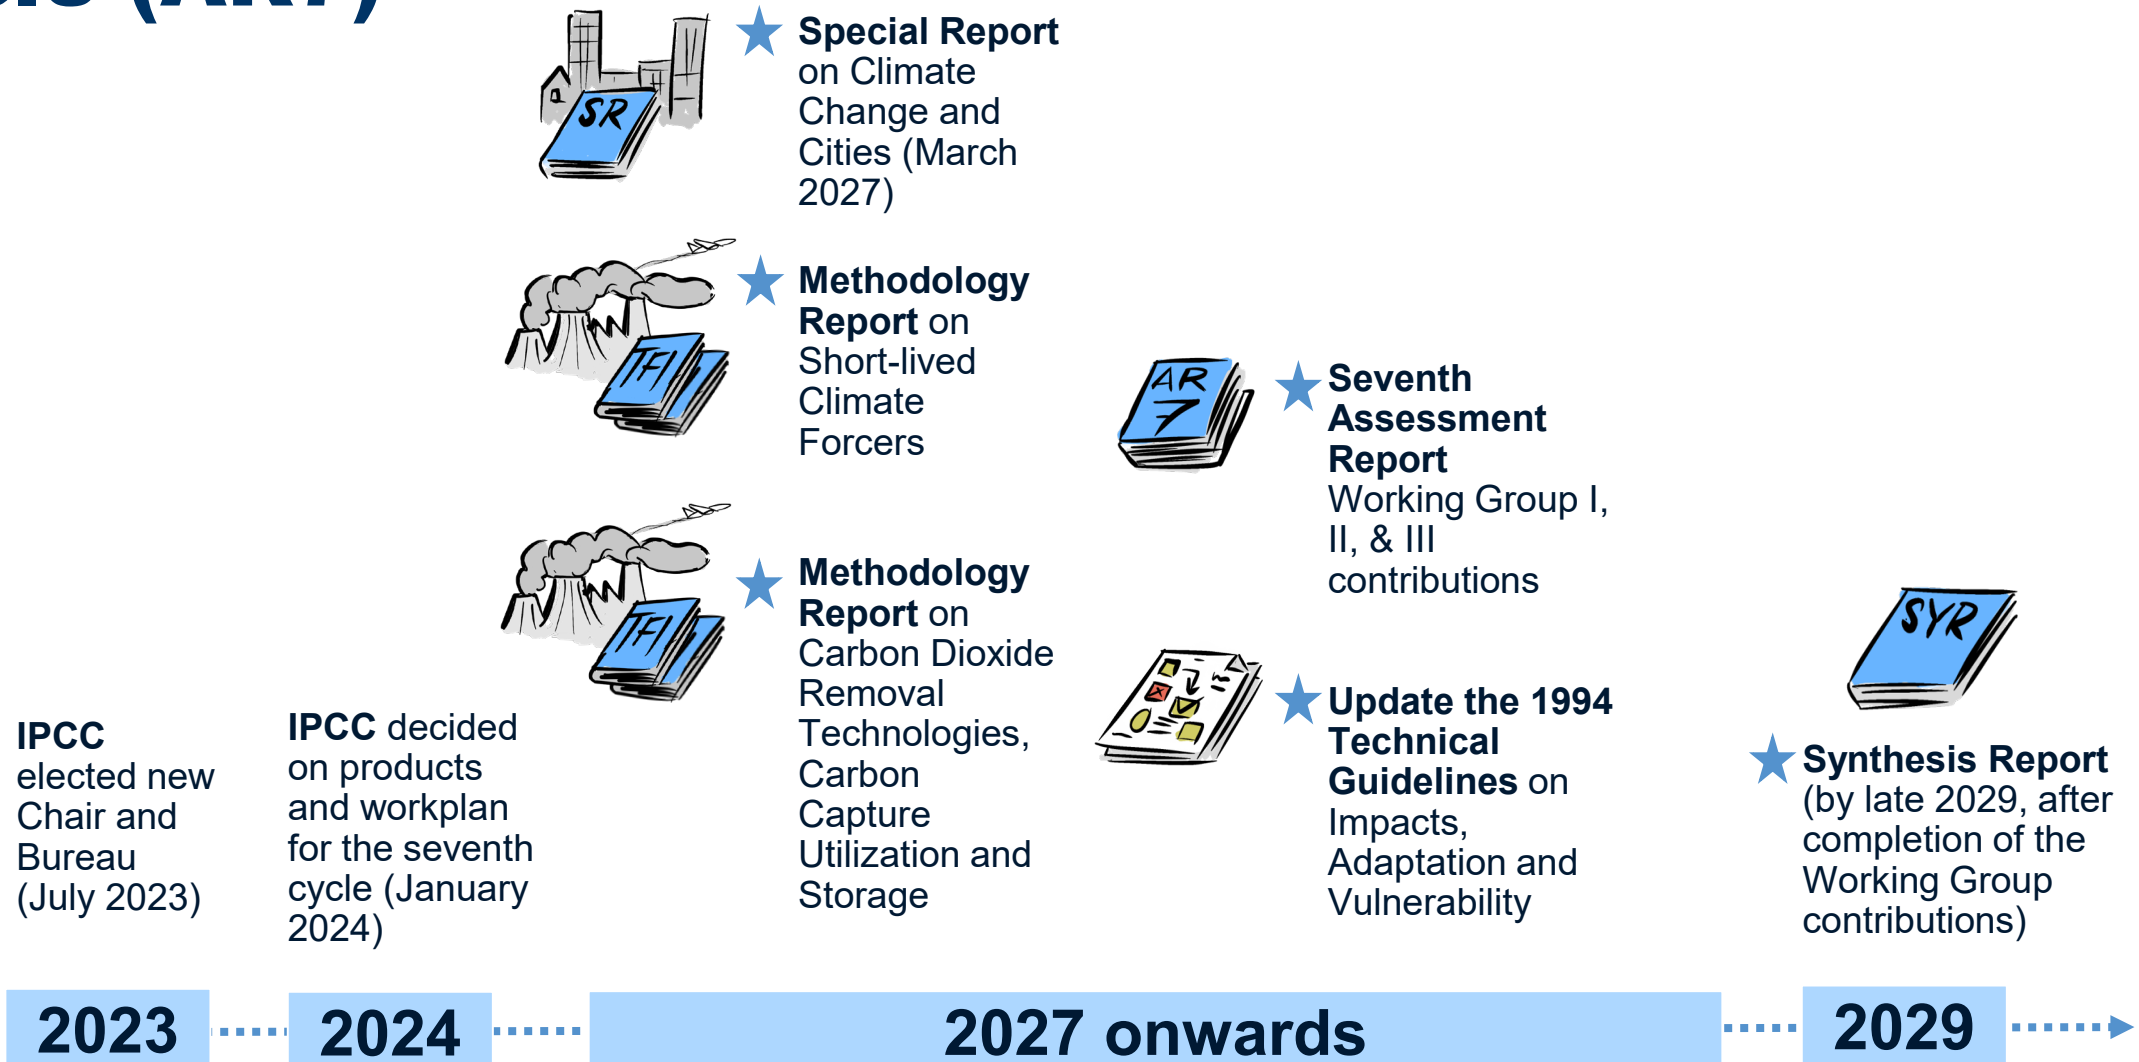 (AR7)
Special Report
on Climate
Change and
Cities (March
2027)
SR
Methodology
Report on
Short-lived
Climate
Forcers
TFI
Methodology
Report on
Carbon Dioxide
Removal
Technologies,
Carbon
Capture
Utilization and
Storage
TFI
AR
7
Seventh
Assessment
Report
Working Group I,
II, & III
contributions
Update the 1994
Technical
Guidelines on
Impacts,
Adaptation and
Vulnerability
SYR
Synthesis Report
(by late 2029, after
completion of the
Working Group
contributions)
IPCC
elected new
Chair and
Bureau
(July 2023)
IPCC decided
on products
and workplan
for the seventh
cycle (January
2024)
2023
2024
2027 onwards
2029